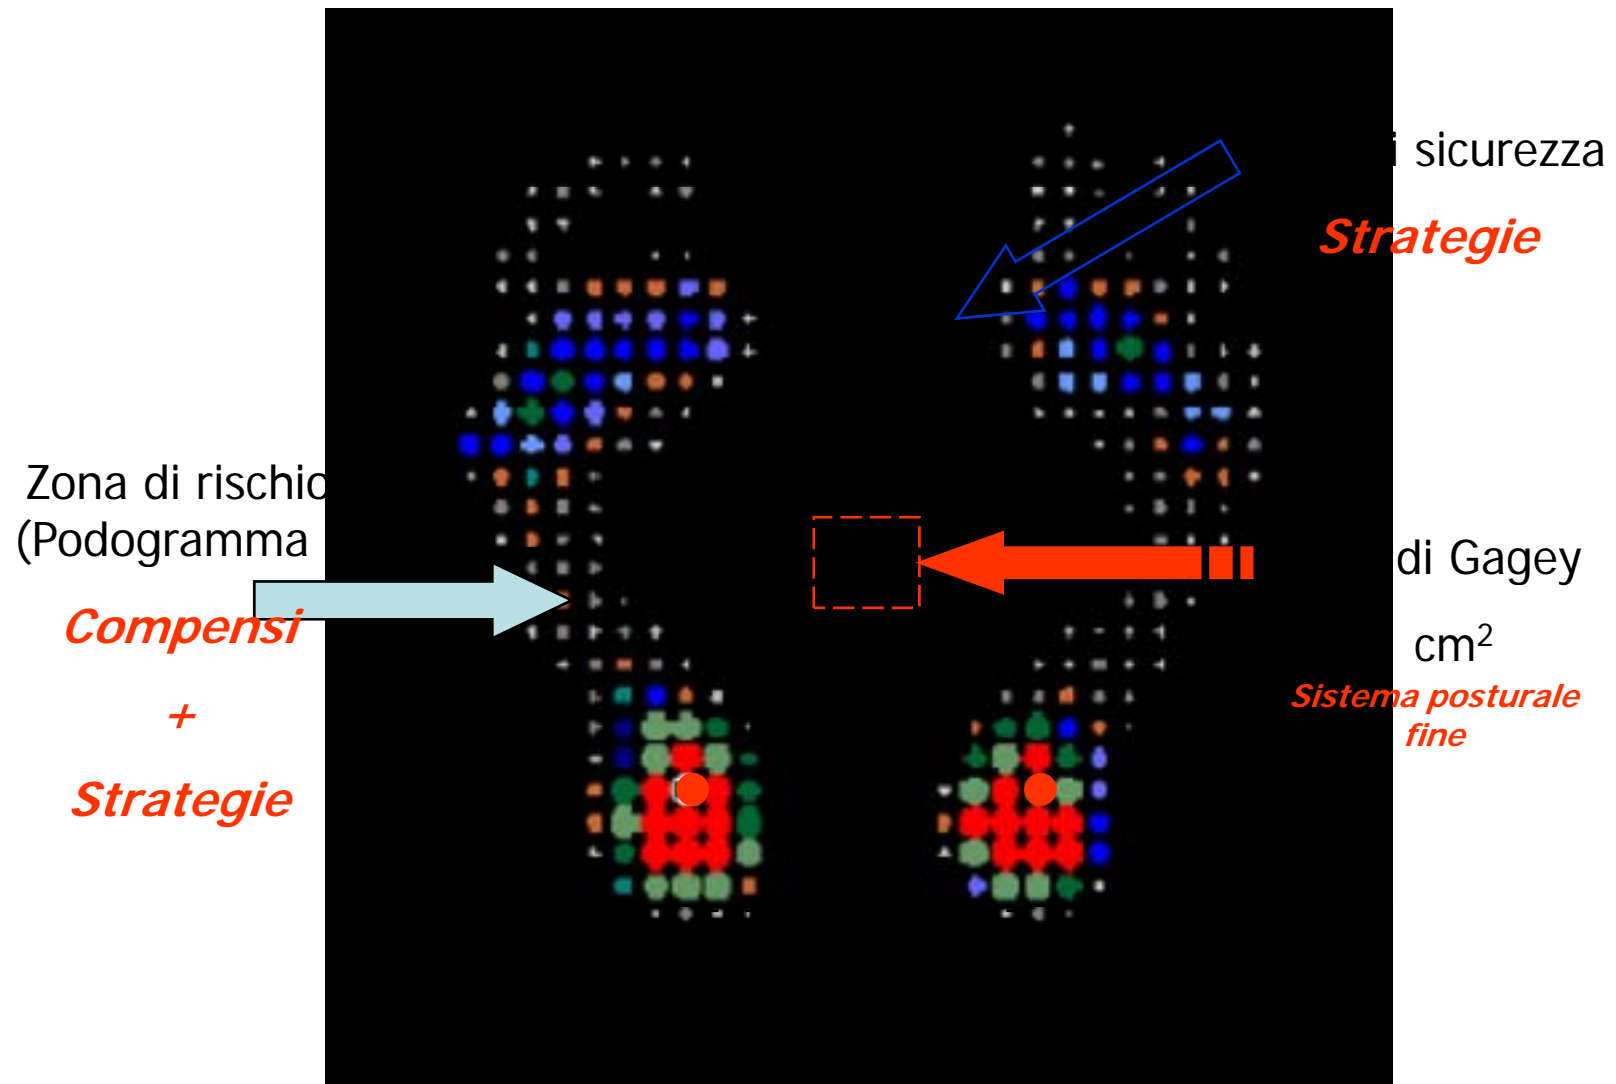 i sicurezza
Strategie
Zona di rischio
(Podogramma
Compensi
+
Strategie
di Gagey
cm²
Sistema posturale
fine